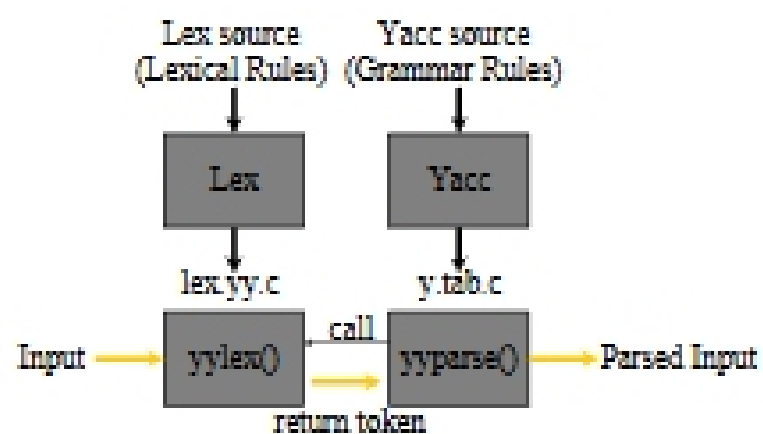 Lex source
(Lexical Rules)
Yacc source
(Grammar Rules)
Lex
Yacc
lex.yy.c
y.tab.c
call
Input
yylex()
yyparse()
Parsed Input
return token